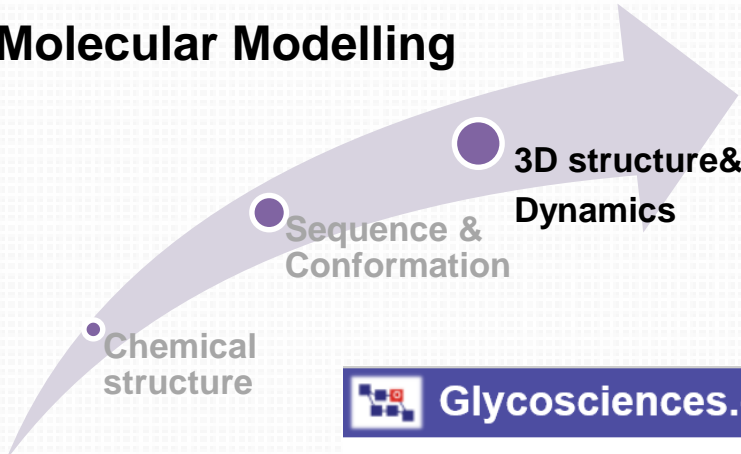 Molecular Modelling
3D structure&
Dynamics
Sequence &
Conformation
Chemical
structure
Glycosciences.